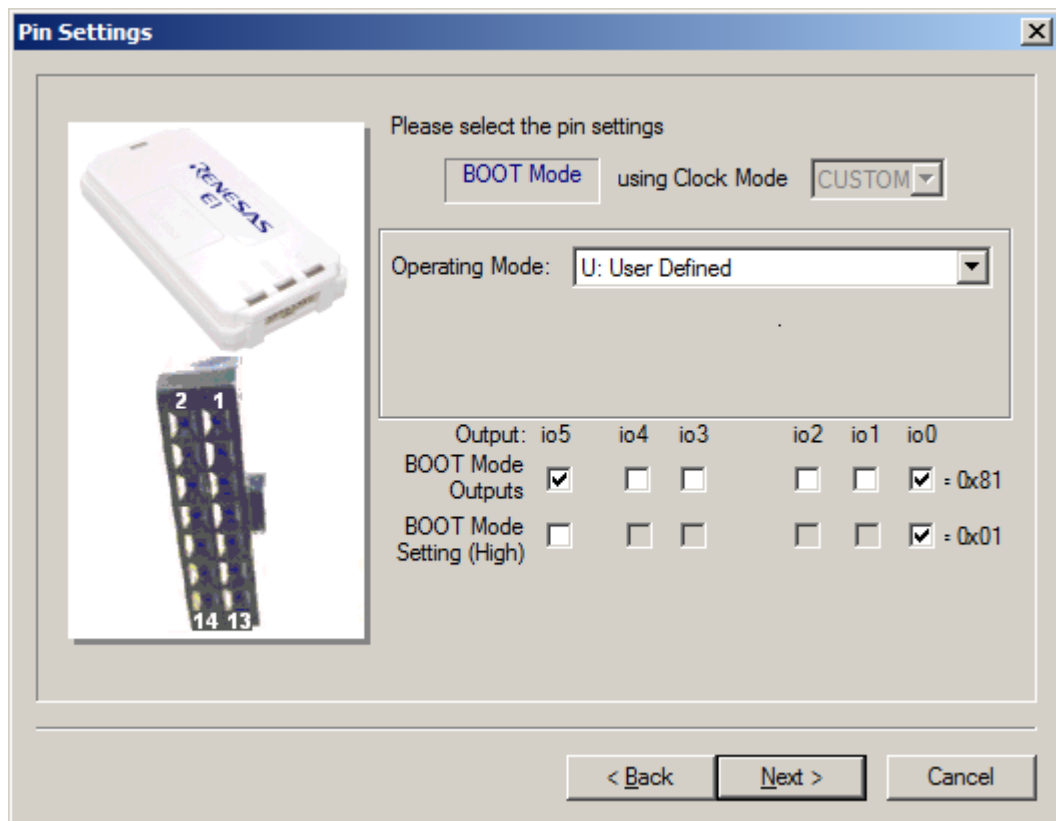 Pin Settings
Please select the pin settings
BOOT Mode using Clock Mode CUSTOM
RENESAS
E1
Operating Mode: U: User Defined
2 1
14 13
Output: io5 io4 io3 io2 io1 io0
BOOT Mode
Outputs = 0x81
BOOT Mode
Setting (High) = 0x01
< Back Next > Cancel